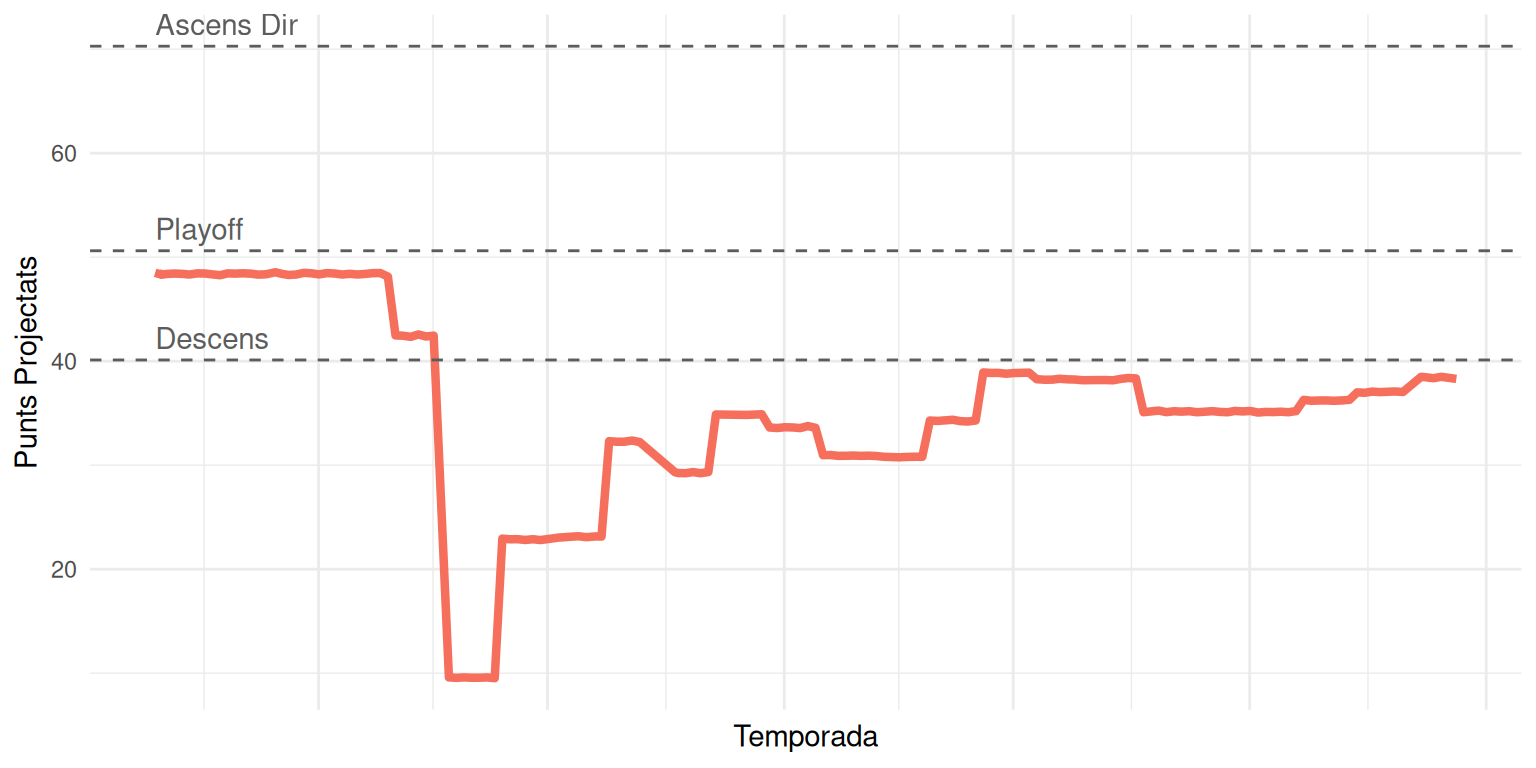 Ascens Dir
60
Playoff
Descens
40
20
Punts Projectats
Temporada